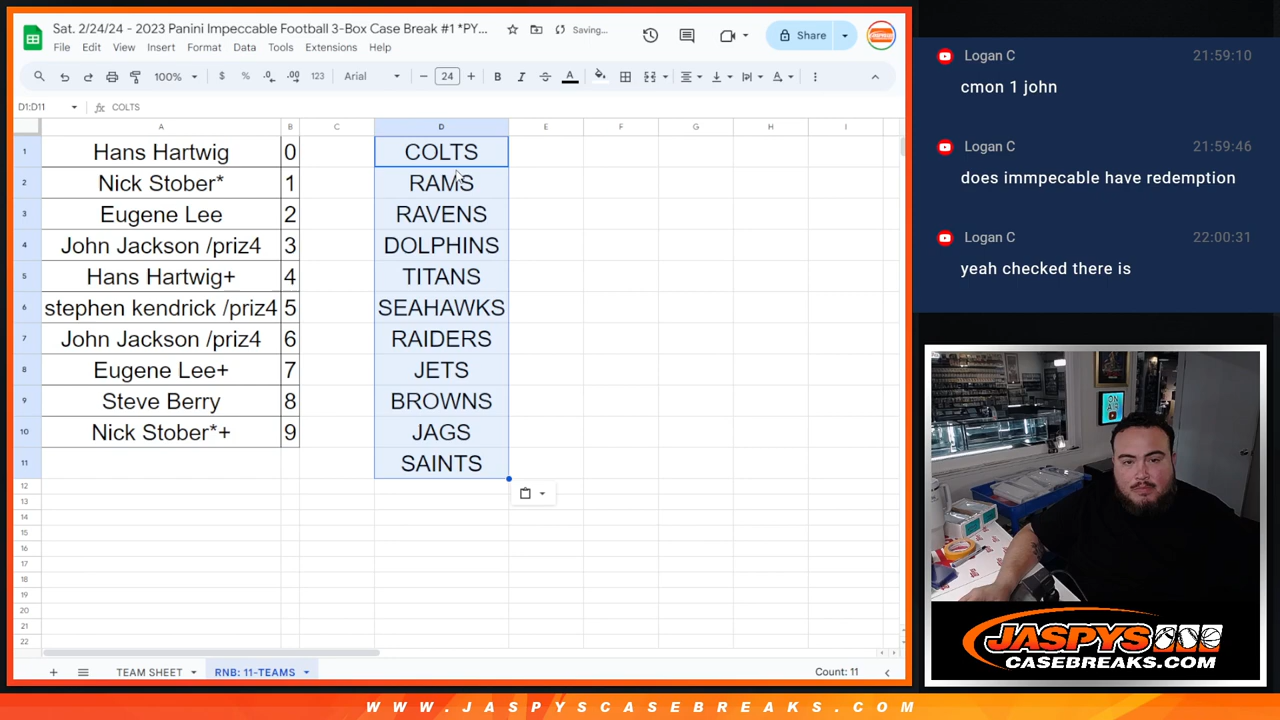 Sat. 2/24/24 - 2023 Panini Impeccable Football 3-Box Case Break #1 *PY... Saving...
File Edit View Insert Format Data Tools Extensions Help
Share
100% $ % .0 .00 123 Arial 24 B I S A
D1:D11 fx COLTS
A B C D E F G H I
1 Hans Hartwig 0 COLTS
2 Nick Stober* 1 RAMS
3 Eugene Lee 2 RAVENS
4 John Jackson /priz4 3 DOLPHINS
5 Hans Hartwig+ 4 TITANS
6 stephen kendrick /priz4 5 SEAHAWKS
7 John Jackson /priz4 6 RAIDERS
8 Eugene Lee+ 7 JETS
9 Steve Berry 8 BROWNS
10 Nick Stober*+ 9 JAGS
11 SAINTS
12
13
14
15
16
17
18
19
20
21
22
TEAM SHEET RNB: 11-TEAMS Count: 11
Logan C 21:59:10
cmon 1 john
Logan C 21:59:46
does immpecable have redemption
Logan C 22:00:31
yeah checked there is
ON AIR
JASPYS
CASEBREAKS.COM
WWW.JASPYSCASEBREAKS.COM